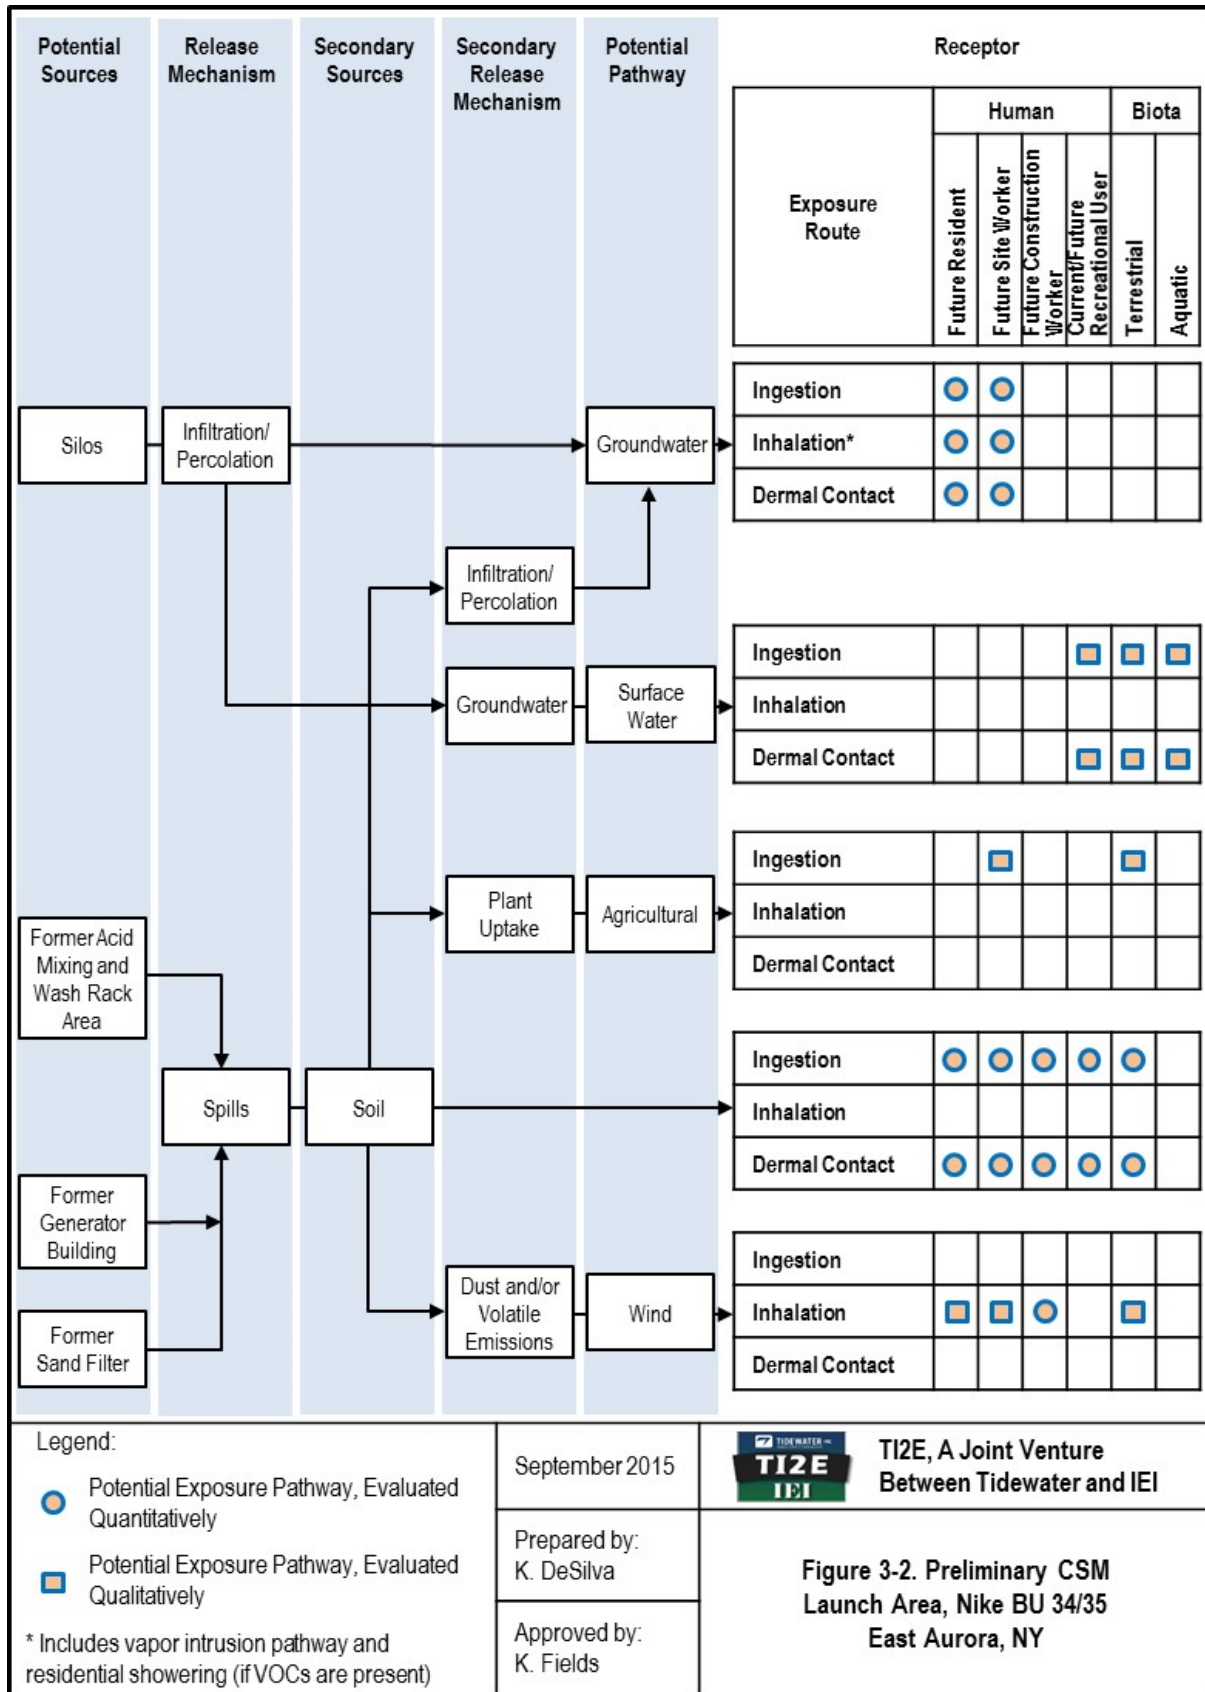 Potential
Sources
Release
Mechanism
Secondary
Sources
Secondary
Release
Mechanism
Potential
Pathway
Receptor
Exposure
Route
Human
Biota
Future Resident
Future Site Worker
Future Construction
Worker
Current/Future
Recreational User
Terrestrial
Aquatic
Silos
Infiltration/
Percolation
Groundwater
Ingestion
Inhalation*
Dermal Contact
Infiltration/
Percolation
Groundwater
Surface
Water
Ingestion
Inhalation
Dermal Contact
Plant
Uptake
Agricultural
Ingestion
Inhalation
Dermal Contact
Former Acid
Mixing and
Wash Rack
Area
Spills
Soil
Ingestion
Inhalation
Dermal Contact
Former
Generator
Building
Former
Sand Filter
Dust and/or
Volatile
Emissions
Wind
Ingestion
Inhalation
Dermal Contact
Legend:
Potential Exposure Pathway, Evaluated
Quantitatively
Potential Exposure Pathway, Evaluated
Qualitatively
* Includes vapor intrusion pathway and
residential showering (if VOCs are present)
September 2015
Prepared by:
K. DeSilva
Approved by:
K. Fields
TIDEWATER
TI2E
IEI
TI2E, A Joint Venture
Between Tidewater and IEI
Figure 3-2. Preliminary CSM
Launch Area, Nike BU 34/35
East Aurora, NY